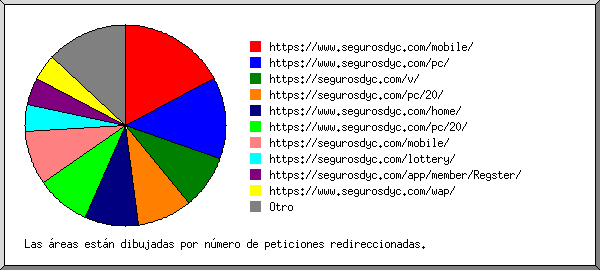 https://www.segurosdyc.com/mobile/
https://www.segurosdyc.com/pc/
https://segurosdyc.com/v/
https://segurosdyc.com/pc/20/
https://www.segurosdyc.com/home/
https://www.segurosdyc.com/pc/20/
https://segurosdyc.com/mobile/
https://segurosdyc.com/lottery/
https://segurosdyc.com/app/member/Regster/
https://www.segurosdyc.com/wap/
Otro
Las áreas están dibujadas por número de peticiones redireccionadas.